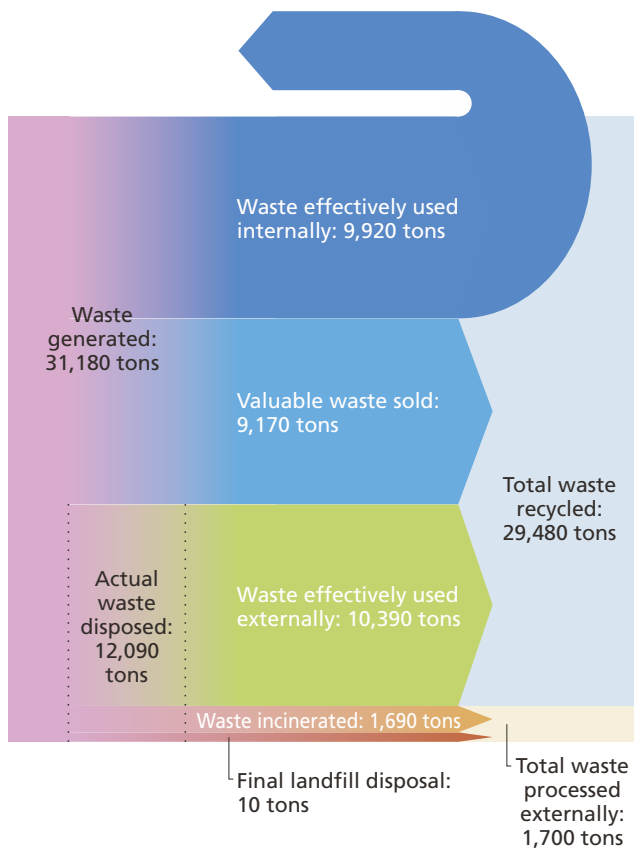 Waste effectively used
internally: 9,920 tons
Waste
generated:
31,180 tons
Valuable waste sold:
9,170 tons
Total waste
recycled:
29,480 tons
Actual
waste
disposed:
12,090
tons
Waste effectively used
externally: 10,390 tons
Waste incinerated: 1,690 tons
Final landfill disposal:
10 tons
Total waste
processed
externally:
1,700 tons